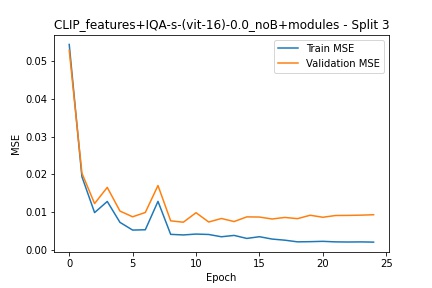 CLIP_features+IQA-s-(vit-16)-0.0_noB+modules - Split 3
Train MSE
Validation MSE
0.05
0.04
0.03
0.02
0.01
0.00
MSE
0 5 10 15 20 25
Epoch